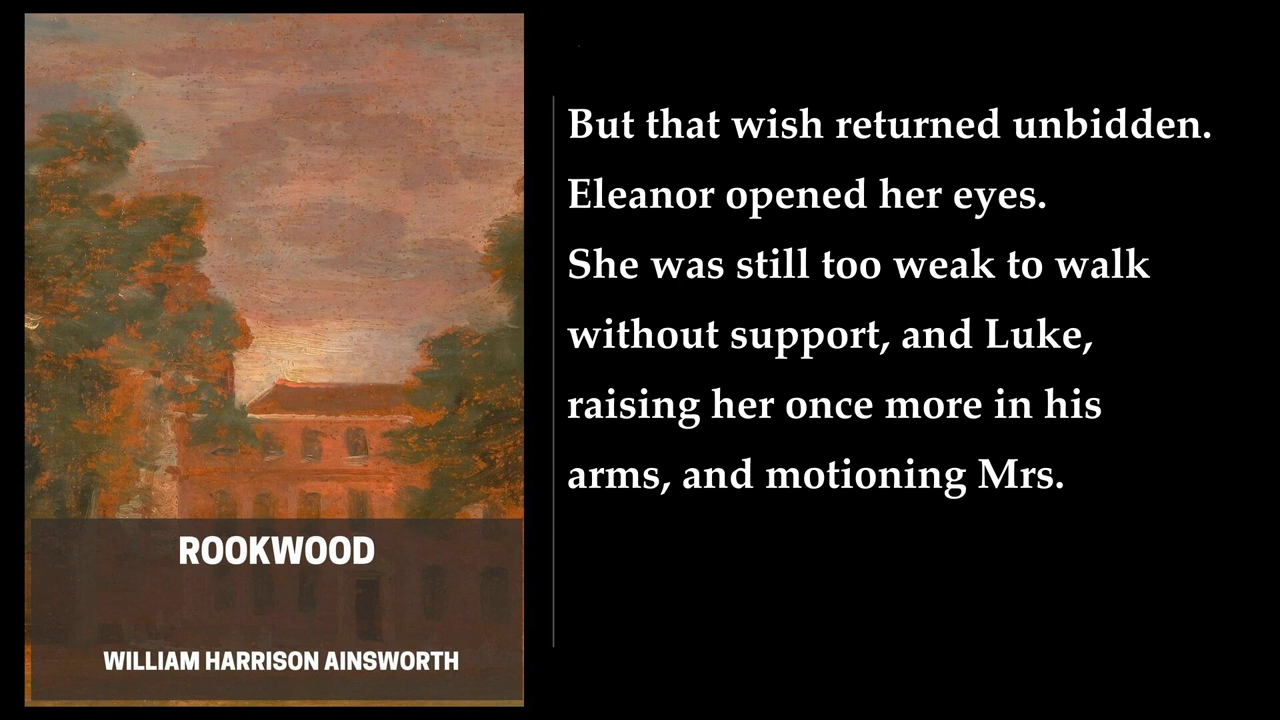 ROOKWOOD
WILLIAM HARRISON AINSWORTH
But that wish returned unbidden.
Eleanor opened her eyes.
She was still too weak to walk
without support, and Luke,
raising her once more in his
arms, and motioning Mrs.